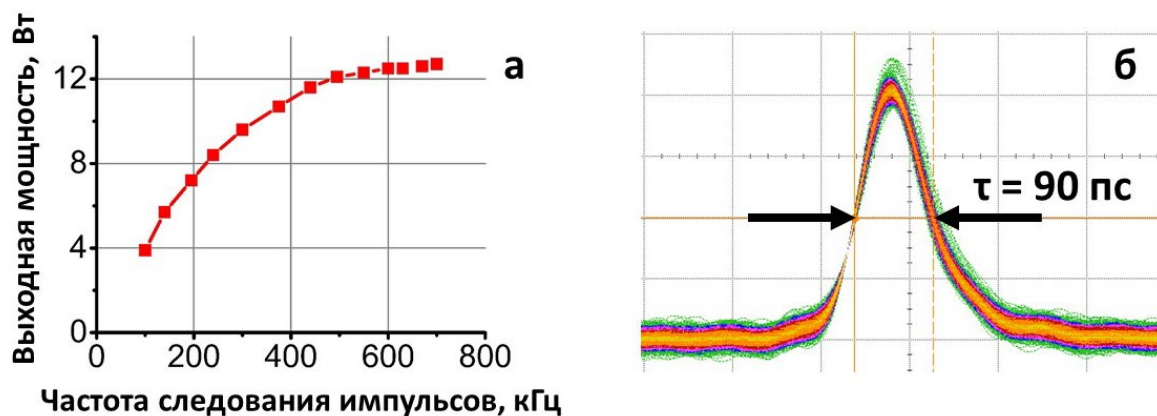 Выходная мощность, Вт
12
8
4
0
0 200 400 600 800
Частота следования импульсов, кГц
а
б
τ = 90 пс